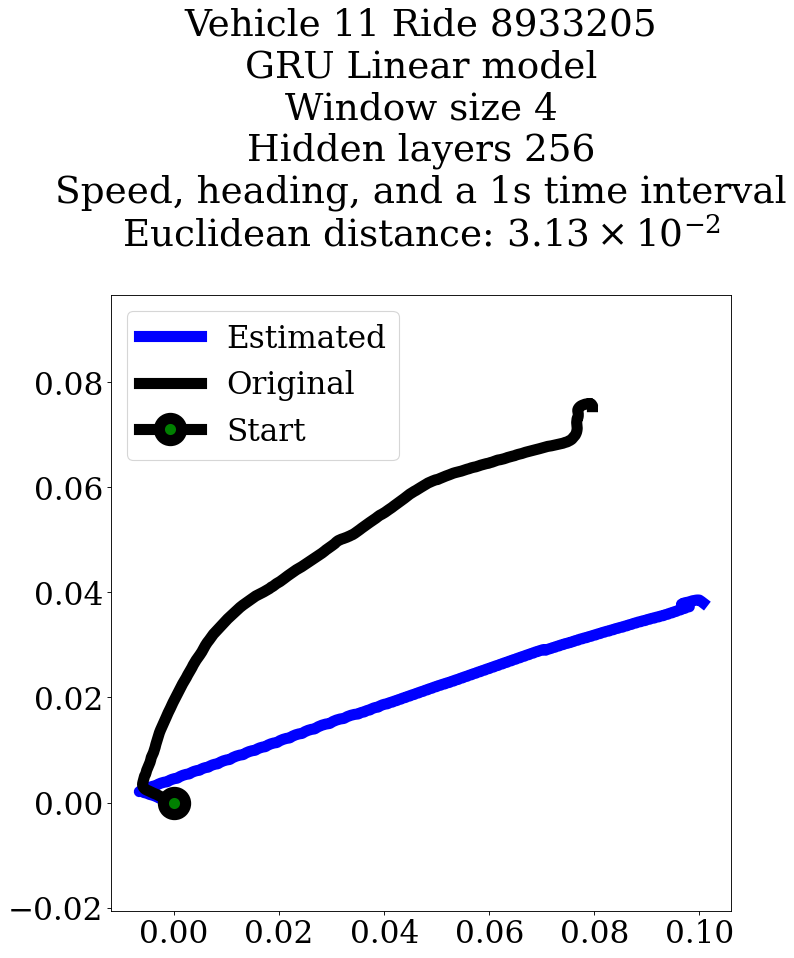 Vehicle 11 Ride 8933205
GRU Linear model
Window size 4
Hidden layers 256
Speed, heading, and a 1s time interval
Euclidean distance: 3.13 × 10⁻²
Estimated
Original
Start
0.08
0.06
0.04
0.02
0.00
−0.02
0.00 0.02 0.04 0.06 0.08 0.10